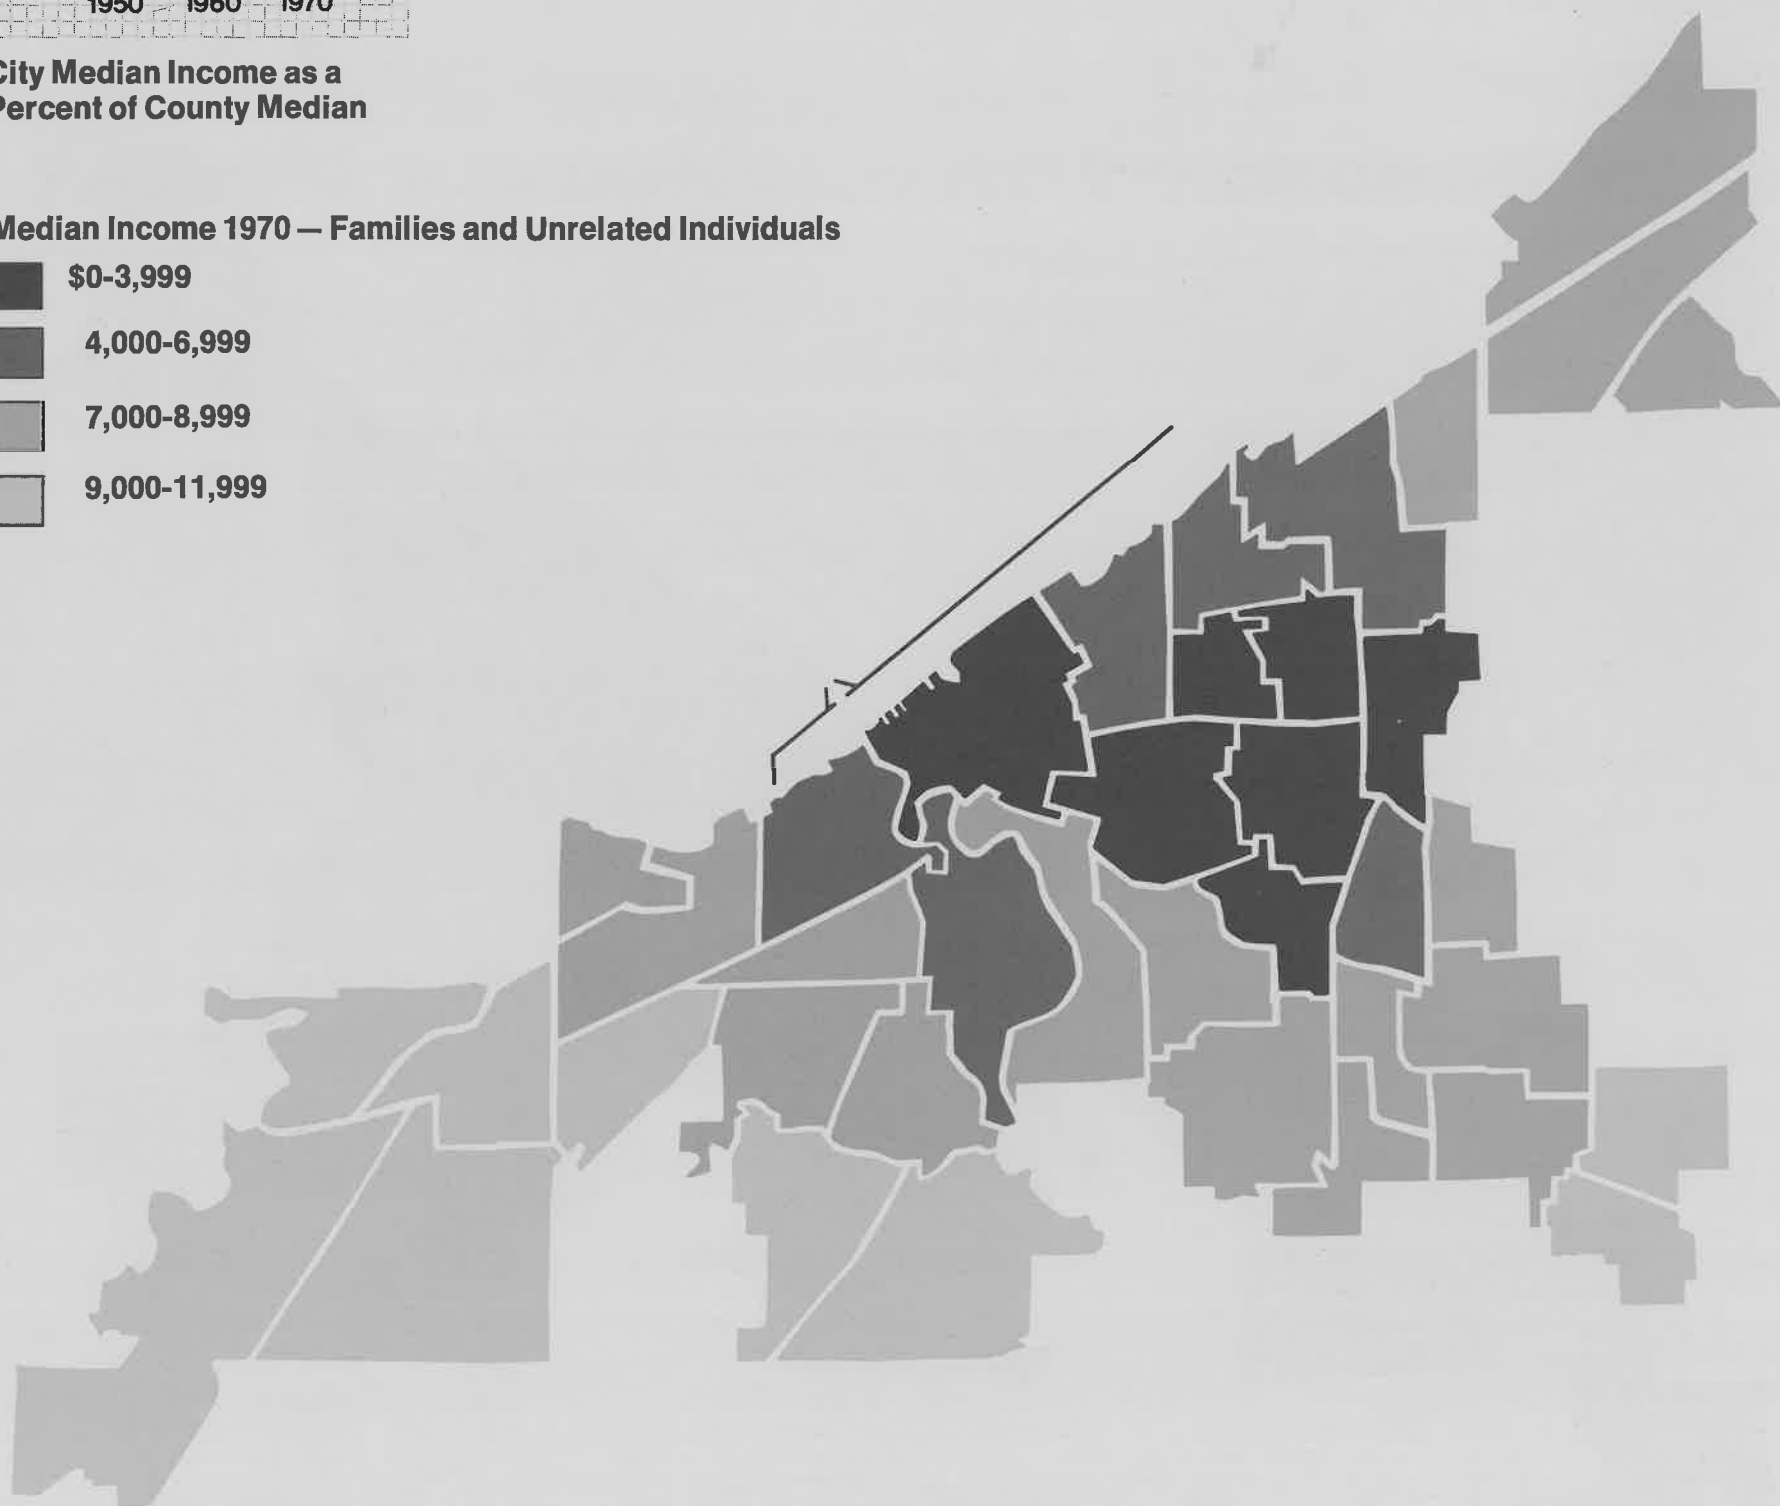 1950 1960 1970
City Median Income as a
Percent of County Median
Median Income 1970 — Families and Unrelated Individuals
$0-3,999
4,000-6,999
7,000-8,999
9,000-11,999